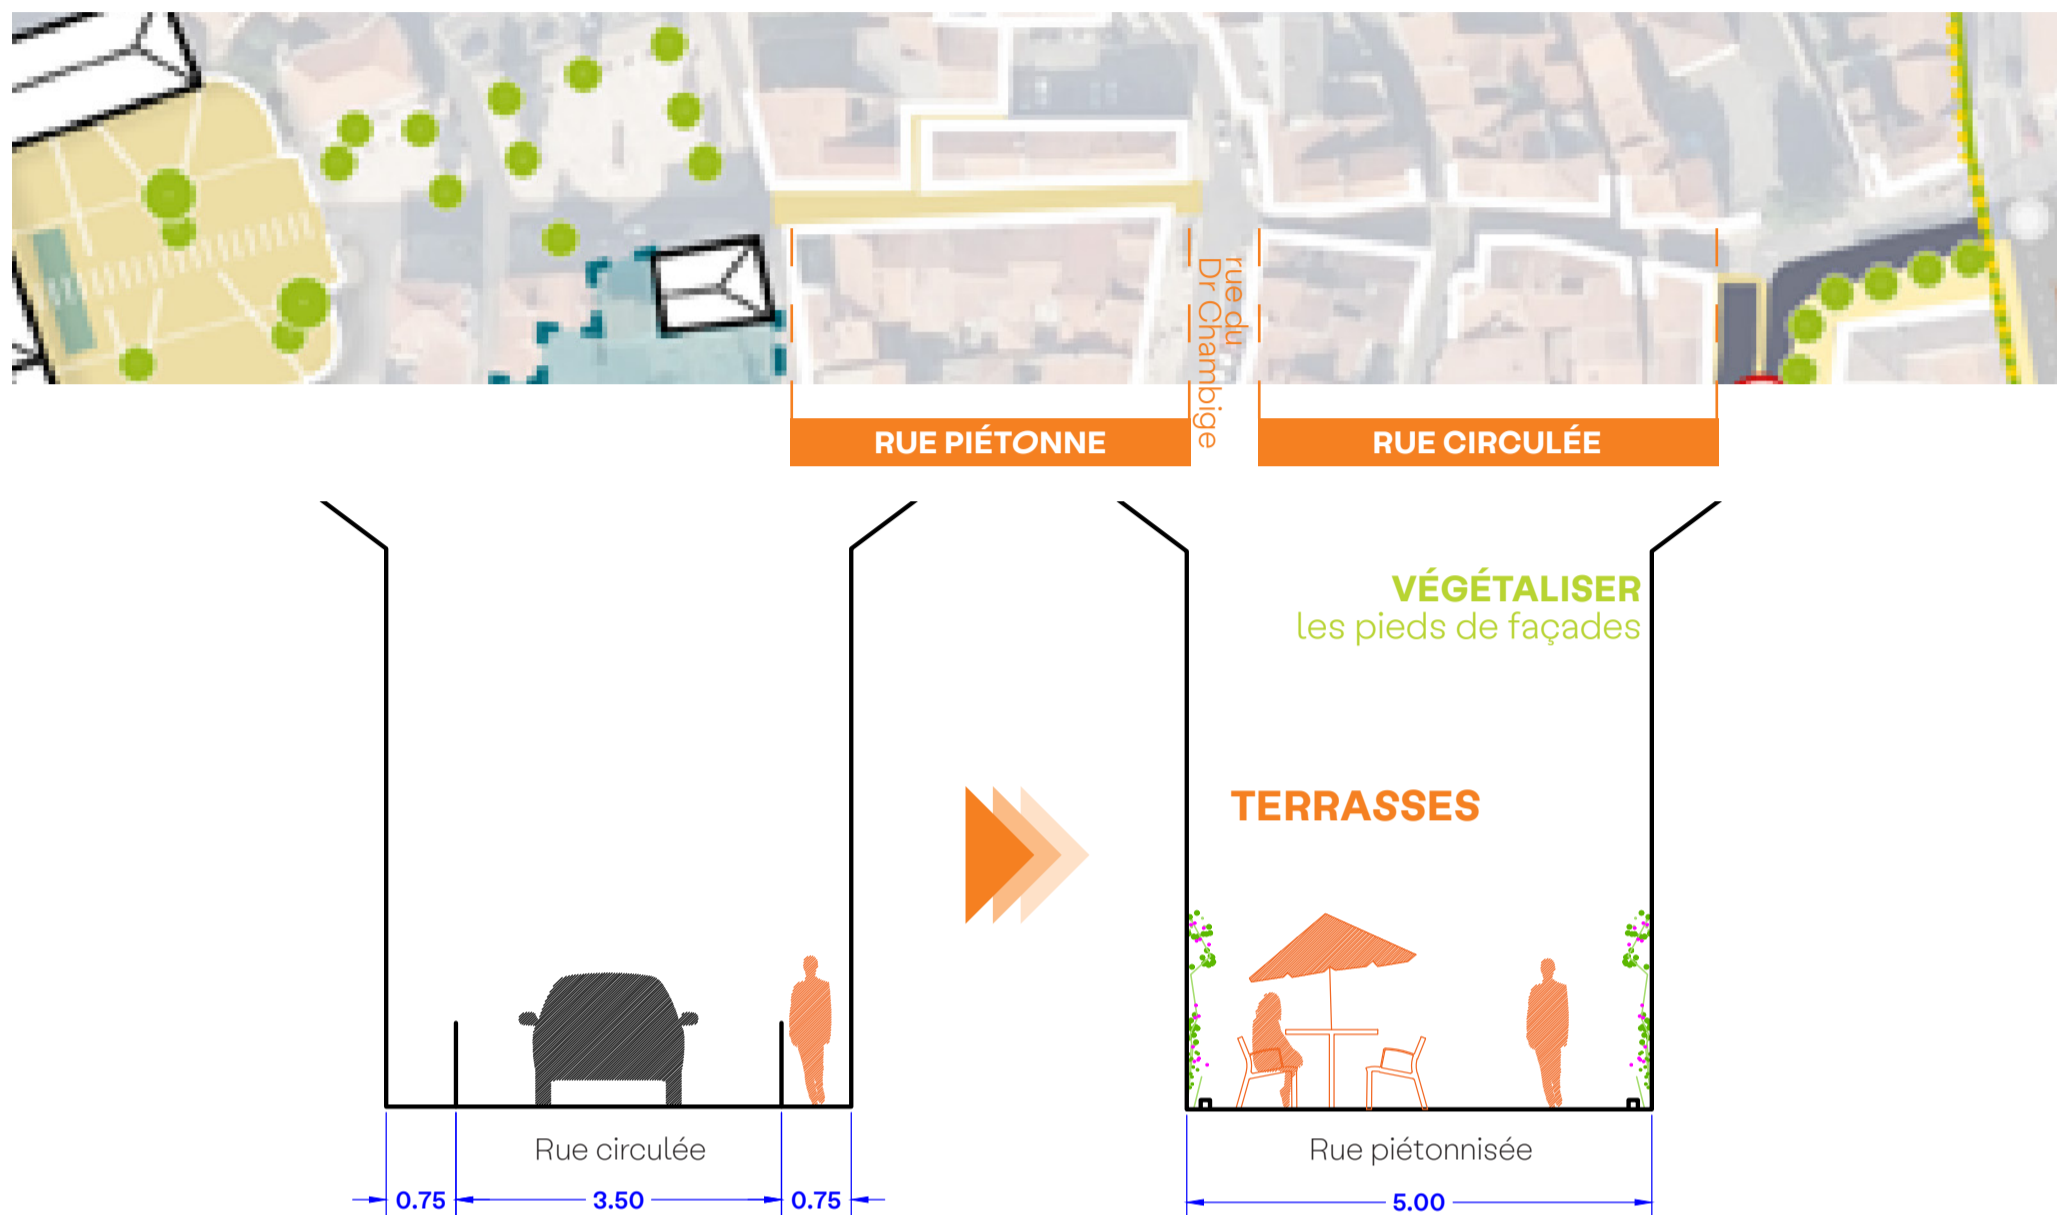 rue du
Dr Chambige
RUE PIÉTONNE
RUE CIRCULÉE
VÉGÉTALISER
les pieds de façades
TERRASSES
Rue circulée
Rue piétonnisée
0.75
3.50
0.75
5.00